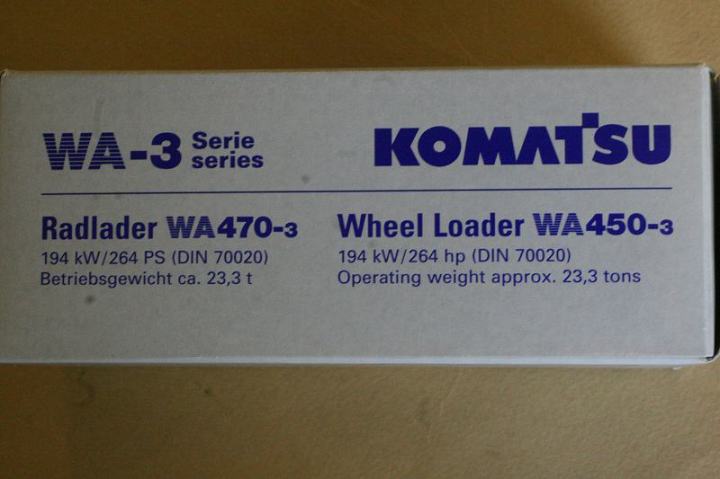 WA-3 Serie series
KOMATSU
Radlader WA470-3
194 kW/264 PS (DIN 70020)
Betriebsgewicht ca. 23,3 t
Wheel Loader WA450-3
194 kW/264 hp (DIN 70020)
Operating weight approx. 23,3 tons